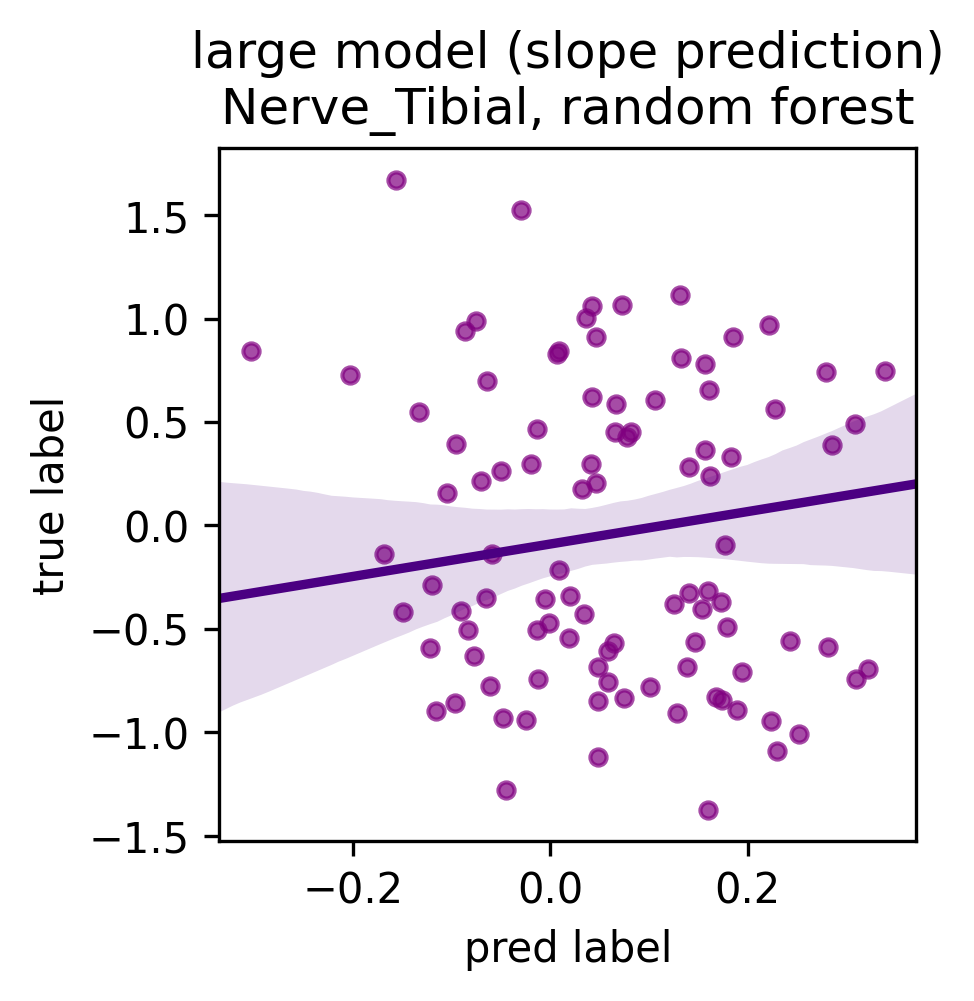 large model (slope prediction)
Nerve_Tibial, random forest
1.5
1.0
0.5
0.0
−0.5
−1.0
−1.5
true label
−0.2
0.0
0.2
pred label